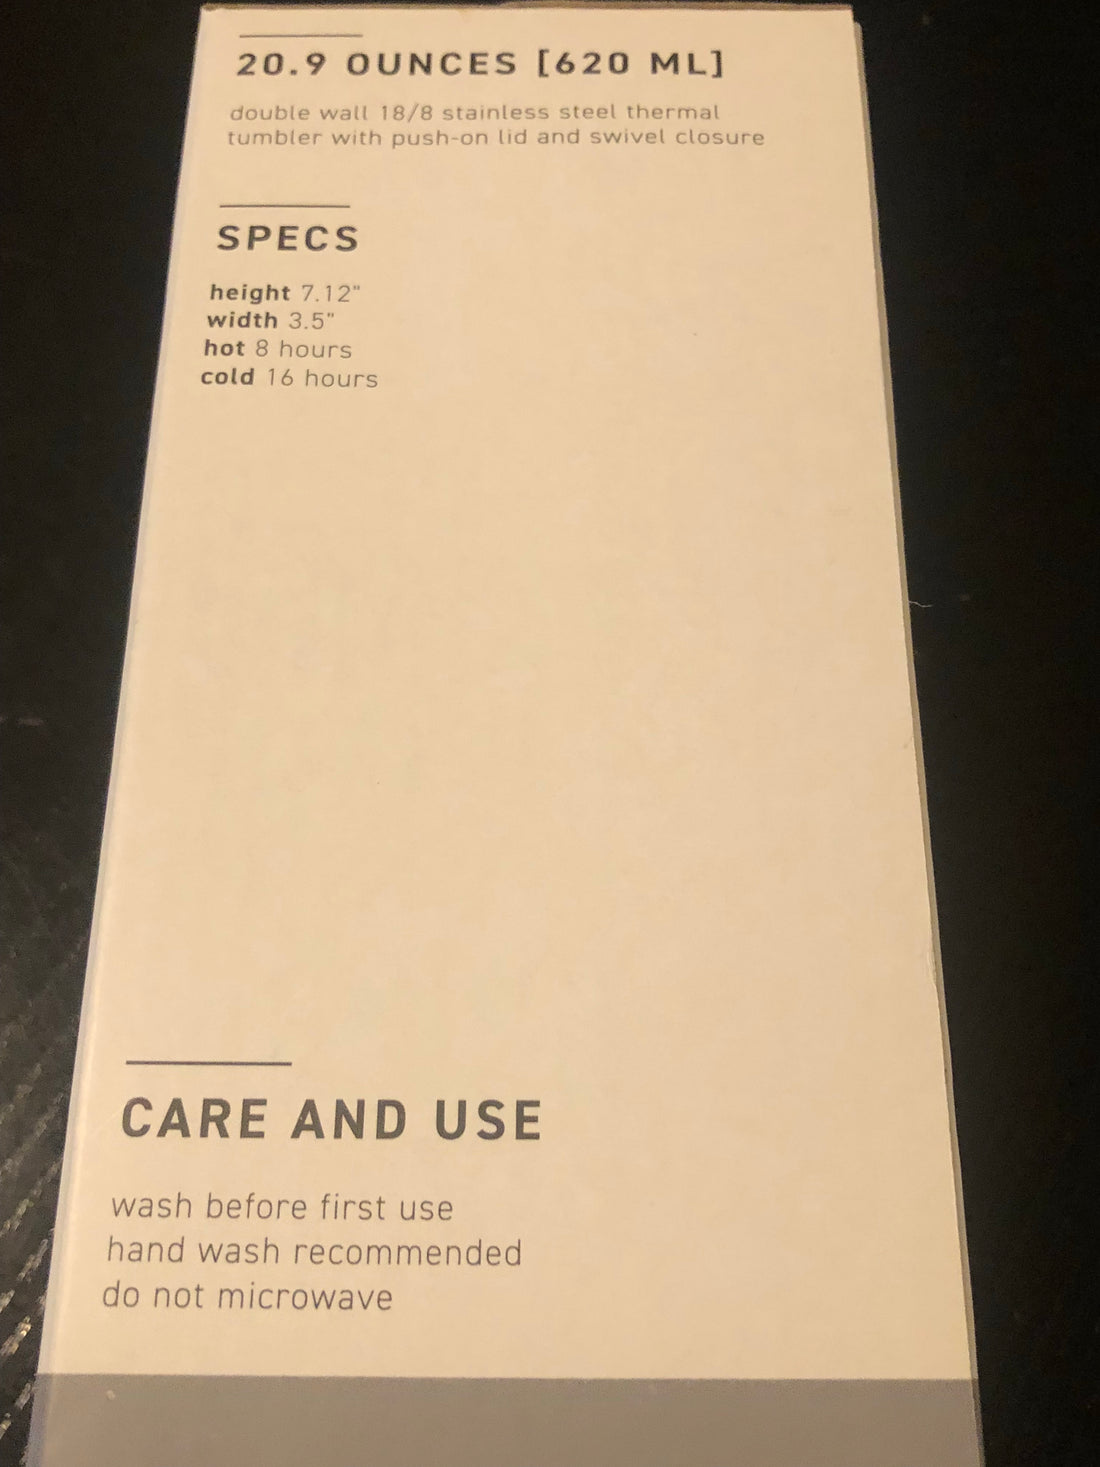 20.9 OUNCES [620 ML]
double wall 18/8 stainless steel thermal
tumbler with push-on lid and swivel closure
SPECS
height 7.12"
width 3.5"
hot 8 hours
cold 16 hours
CARE AND USE
wash before first use
hand wash recommended
do not microwave